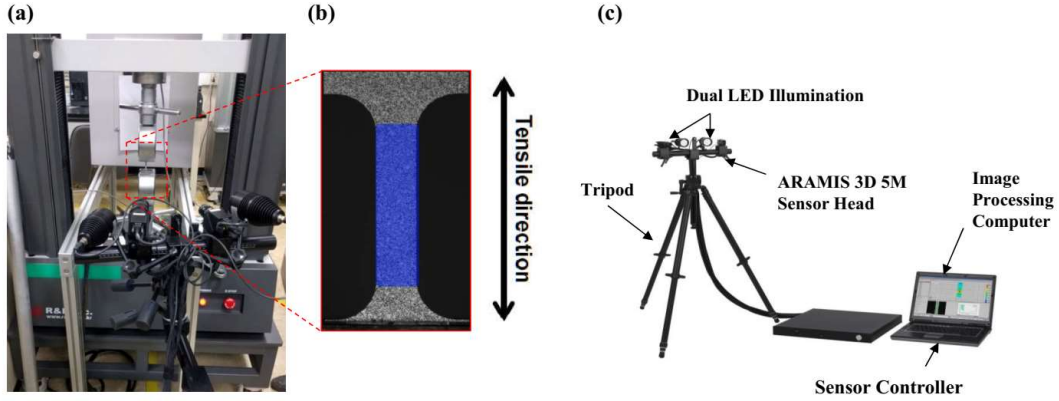 (a)
(b)
(c)
Tensile direction
Dual LED Illumination
ARAMIS 3D 5M
Sensor Head
Tripod
Image
Processing
Computer
Sensor Controller